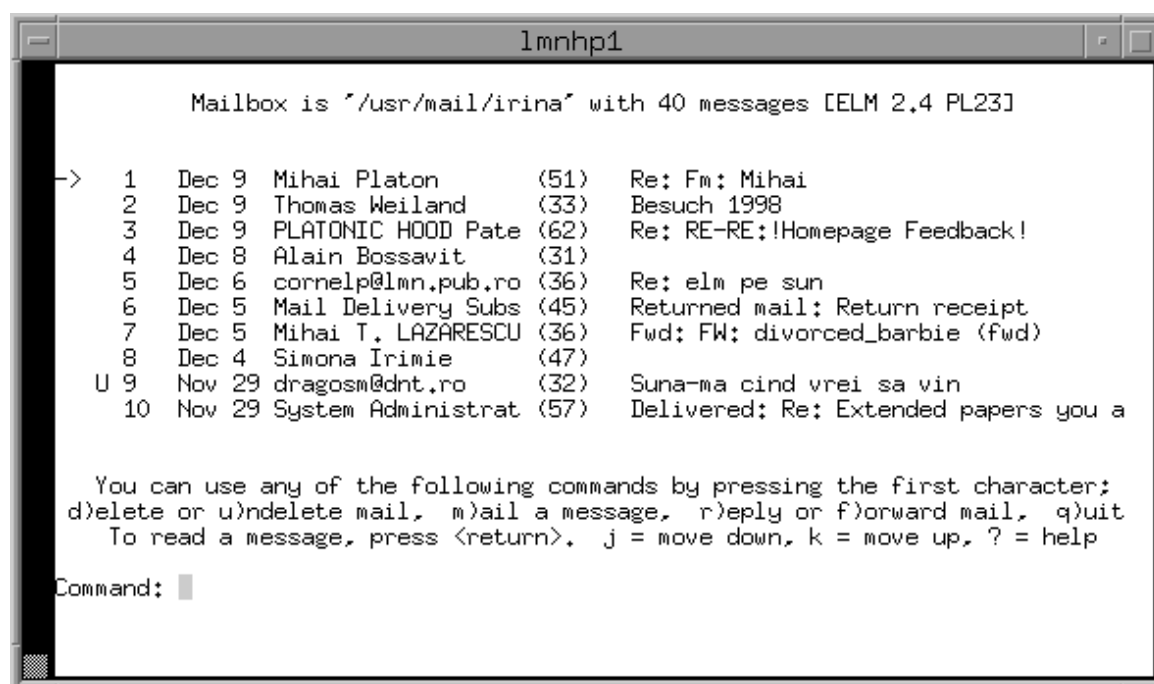 lmnhp1
Mailbox is '/usr/mail/irina' with 40 messages [ELM 2.4 PL23]
-> 1 Dec 9 Mihai Platon (51) Re: Fm: Mihai
2 Dec 9 Thomas Weiland (33) Besuch 1998
3 Dec 9 PLATONIC HOOD Pate (62) Re: RE-RE:!Homepage Feedback!
4 Dec 8 Alain Bossavit (31)
5 Dec 6 cornelp@lmn.pub.ro (36) Re: elm pe sun
6 Dec 5 Mail Delivery Subs (45) Returned mail: Return receipt
7 Dec 5 Mihai T. LAZARESCU (36) Fwd: FW: divorced_barbie (fwd)
8 Dec 4 Simona Irimie (47)
U 9 Nov 29 dragosm@dnt.ro (32) Suna-ma cind vrei sa vin
10 Nov 29 System Administrat (57) Delivered: Re: Extended papers you a
You can use any of the following commands by pressing the first character;
d)elete or u)ndelete mail, m)ail a message, r)eply or f)orward mail, q)uit
To read a message, press <return>. j = move down, k = move up, ? = help
Command: